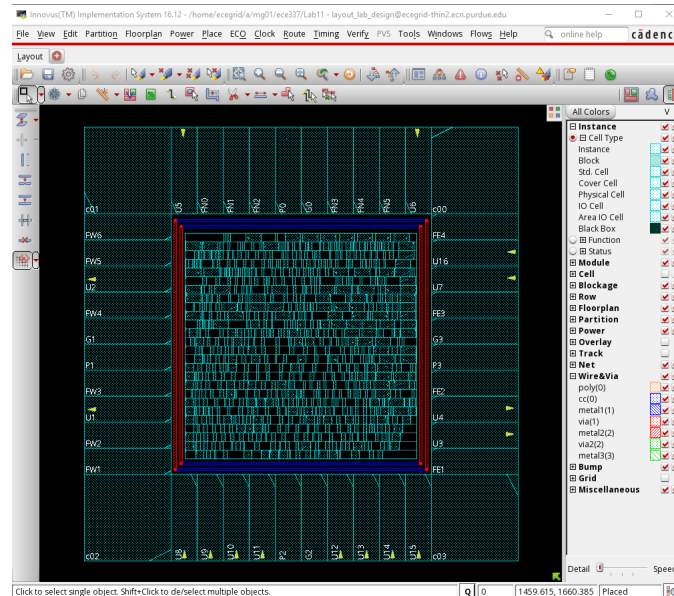 Innovus(TM) Implementation System 16.12 - /home/ecegrid/a/mg01/ece337/Lab11 - layout_lab_design@ecegrid-thin2.ecn.purdue.edu
File View Edit Partition Floorplan Power Place ECO Clock Route Timing Verify PVS Tools Windows Flows Help
online help
cādenc
Layout
All Colors V
Instance
Cell Type
Instance
Block
Std. Cell
Cover Cell
Physical Cell
IO Cell
Area IO Cell
Black Box
Function
Status
Module
Cell
Blockage
Row
Floorplan
Partition
Power
Overlay
Track
Net
Wire&Via
poly(0)
cc(0)
metal1(1)
via(1)
metal2(2)
via2(2)
metal3(3)
Bump
Grid
Miscellaneous
c01 U5 FN0 FN1 FN2 P0 G0 FN3 FN4 FN5 U6 c00
FW6 FE4
FW5 U16
U2 U7
FW4 FE3
G1 G3
P1 P3
FW3 FE2
U1 U4
FW2 U3
FW1 FE1
c02 U8 U9 U10 U11 P2 G2 U12 U13 U14 U15 c03
Detail Speed
Click to select single object. Shift+Click to de/select multiple objects.
Q 0 1459.615, 1660.385 Placed